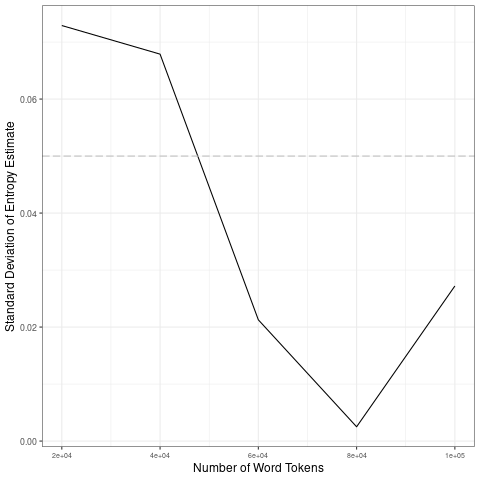 Standard Deviation of Entropy Estimate
0.06
0.04
0.02
0.00
2e+04 4e+04 6e+04 8e+04 1e+05
Number of Word Tokens